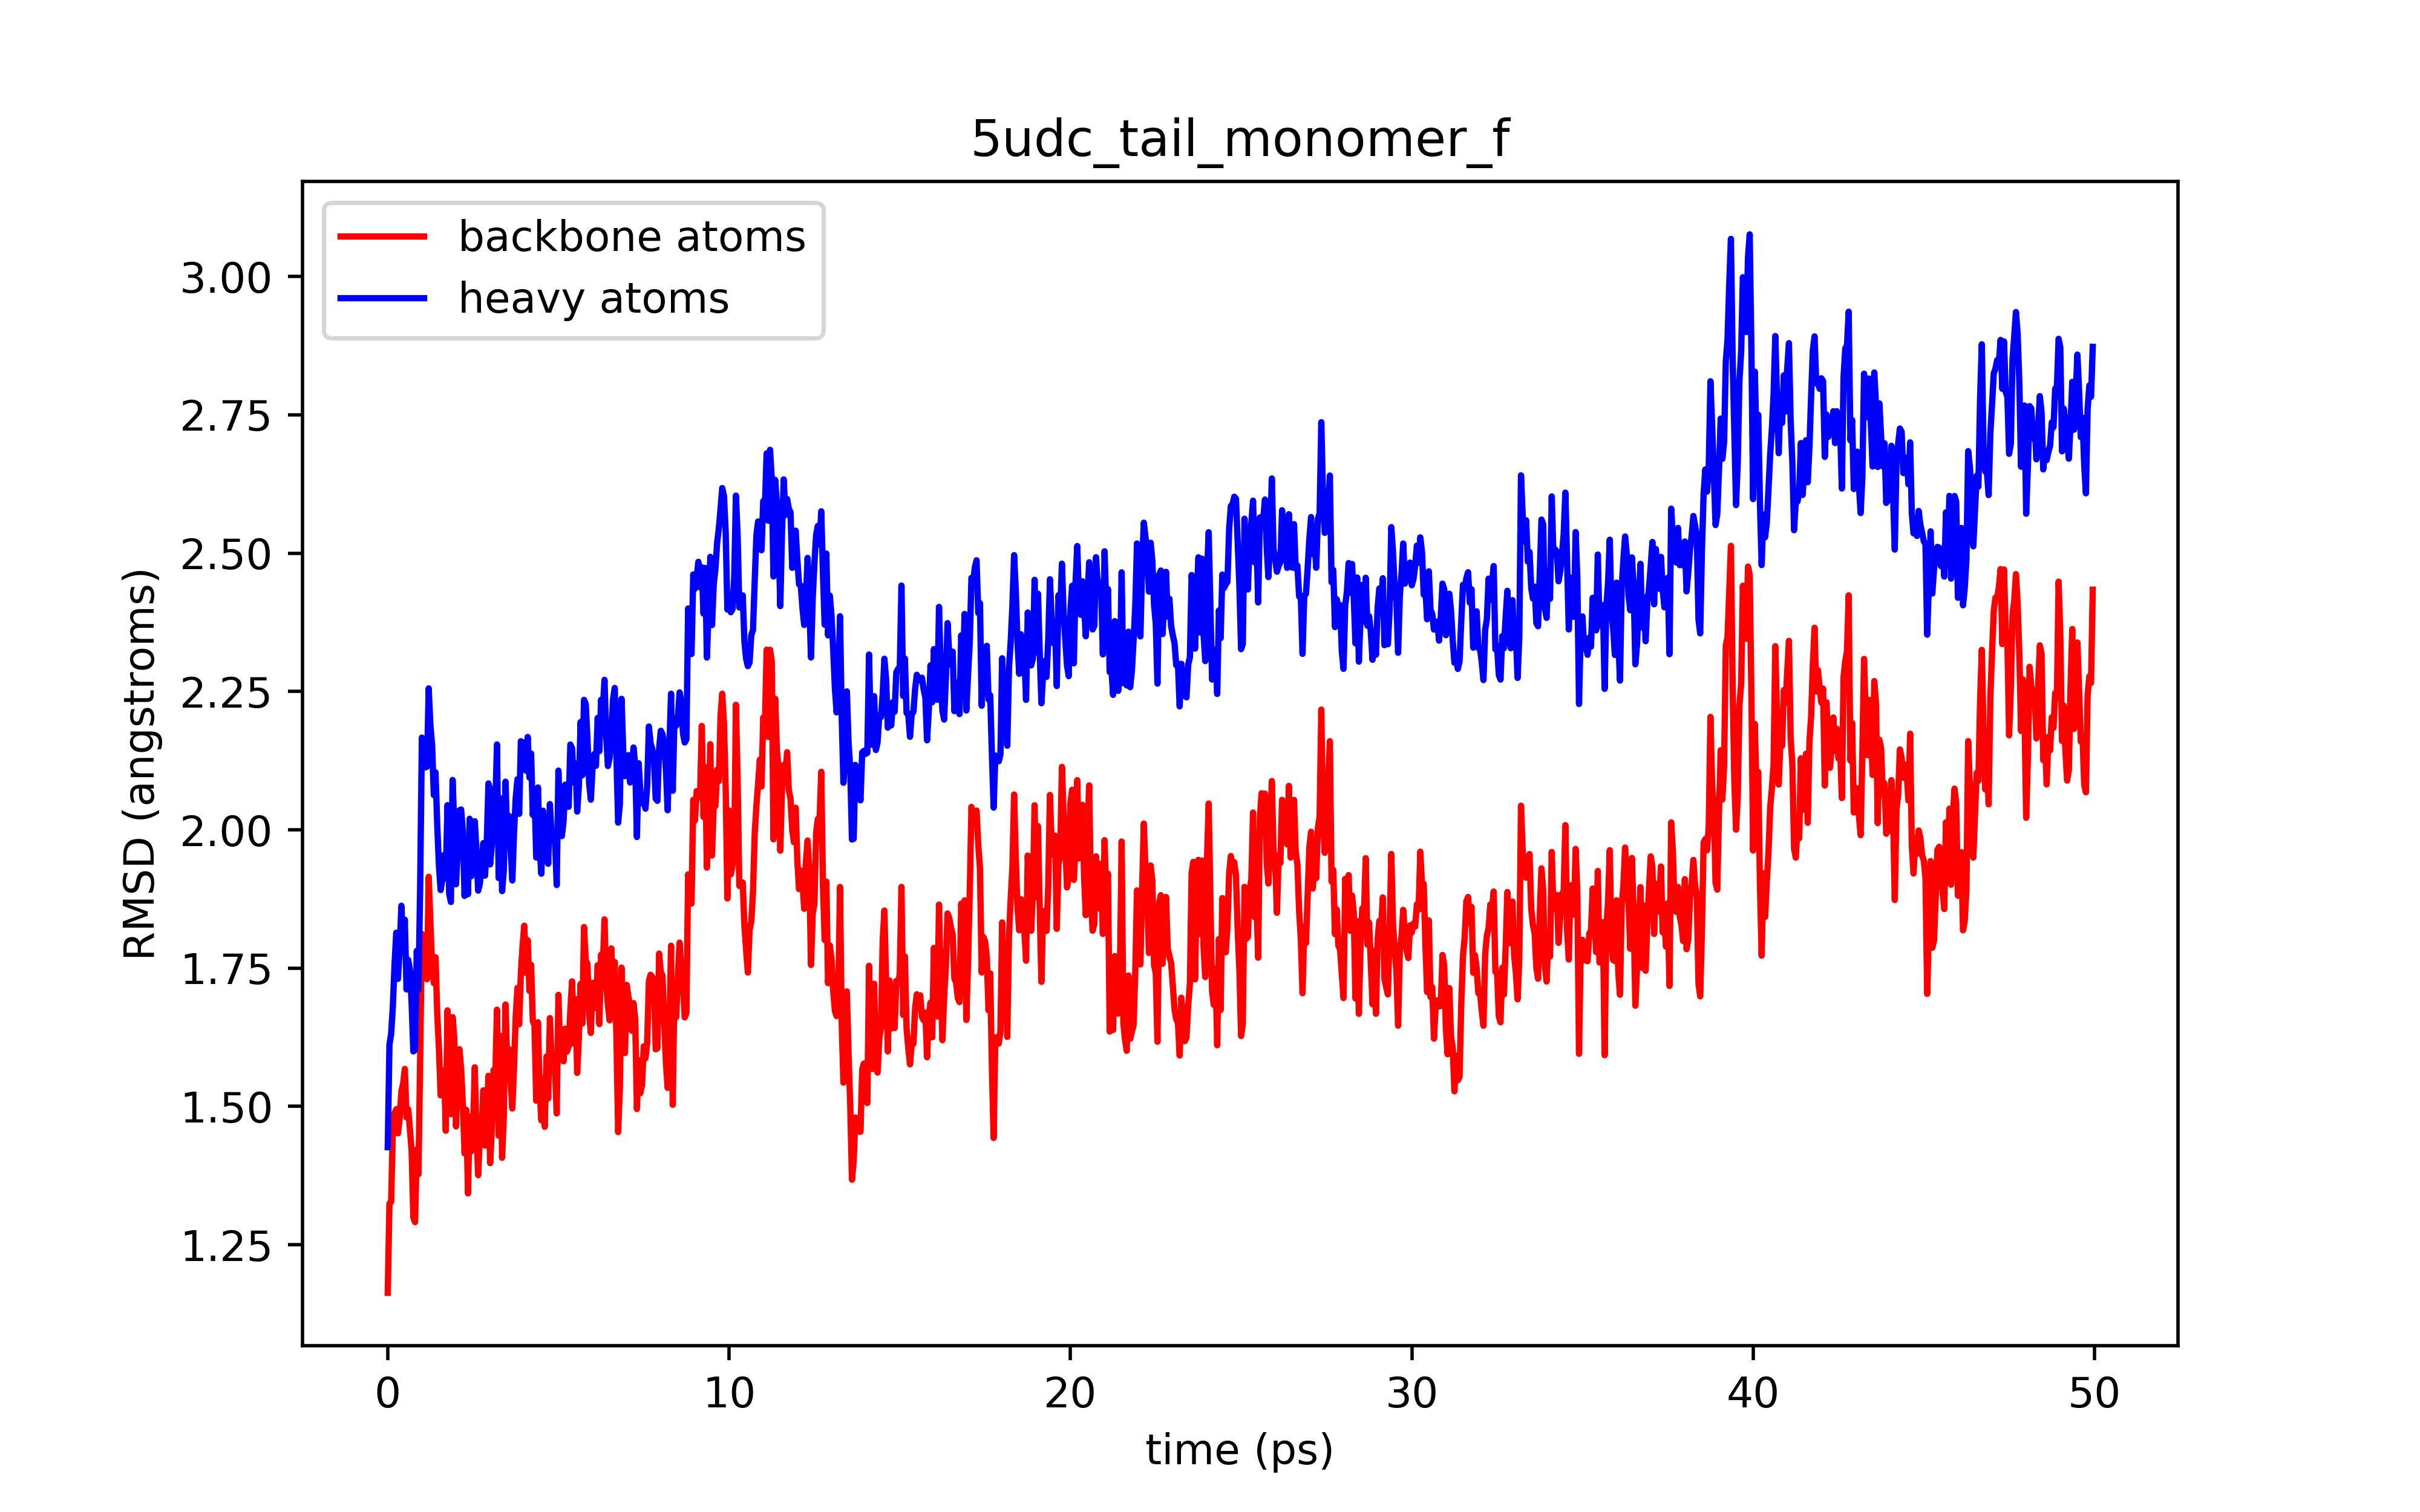 5udc_tail_monomer_f
backbone atoms
heavy atoms
3.00
2.75
2.50
2.25
2.00
1.75
1.50
1.25
RMSD (angstroms)
0 10 20 30 40 50
time (ps)